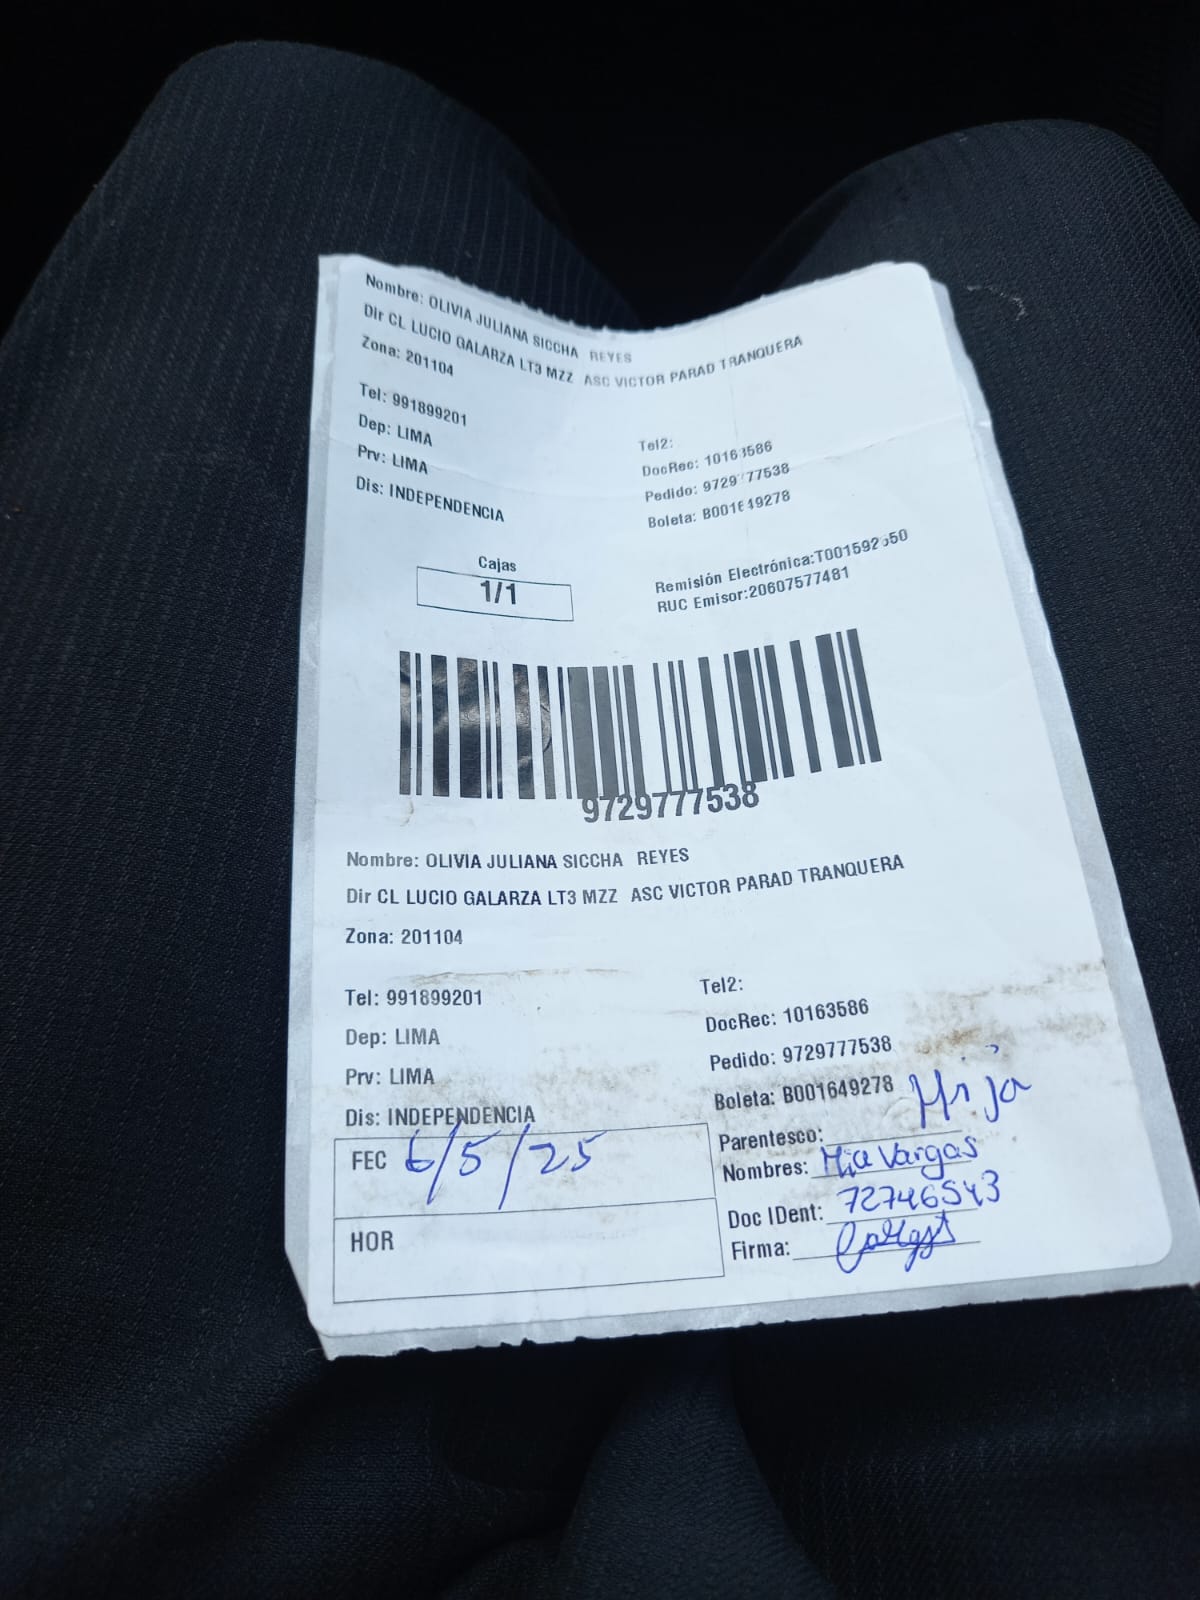 Nombre: OLIVIA JULIANA SICCHA REYES
Dir CL LUCIO GALARZA LT3 MZZ ASC VICTOR PARAD TRANQUERA
Zona: 201104
Tel: 991899201
Tel2:
Dep: LIMA
DocRec: 10163586
Prv: LIMA
Pedido: 9729777538
Dis: INDEPENDENCIA
Boleta: B001649278
Cajas
1/1
Remisión Electrónica:
RUC Emisor:20607577481
9729777538
Nombre: OLIVIA JULIANA SICCHA REYES
Dir CL LUCIO GALARZA LT3 MZZ ASC VICTOR PARAD TRANQUERA
Zona: 201104
Tel: 991899201
Tel2:
Dep: LIMA
DocRec: 10163586
Prv: LIMA
Pedido: 9729777538
Dis: INDEPENDENCIA
Boleta: B001649278
FEC 6/5/25
Parentesco: Hija
Nombres: Mia Vargas
Doc IDent: 72746543
HOR
Firma: